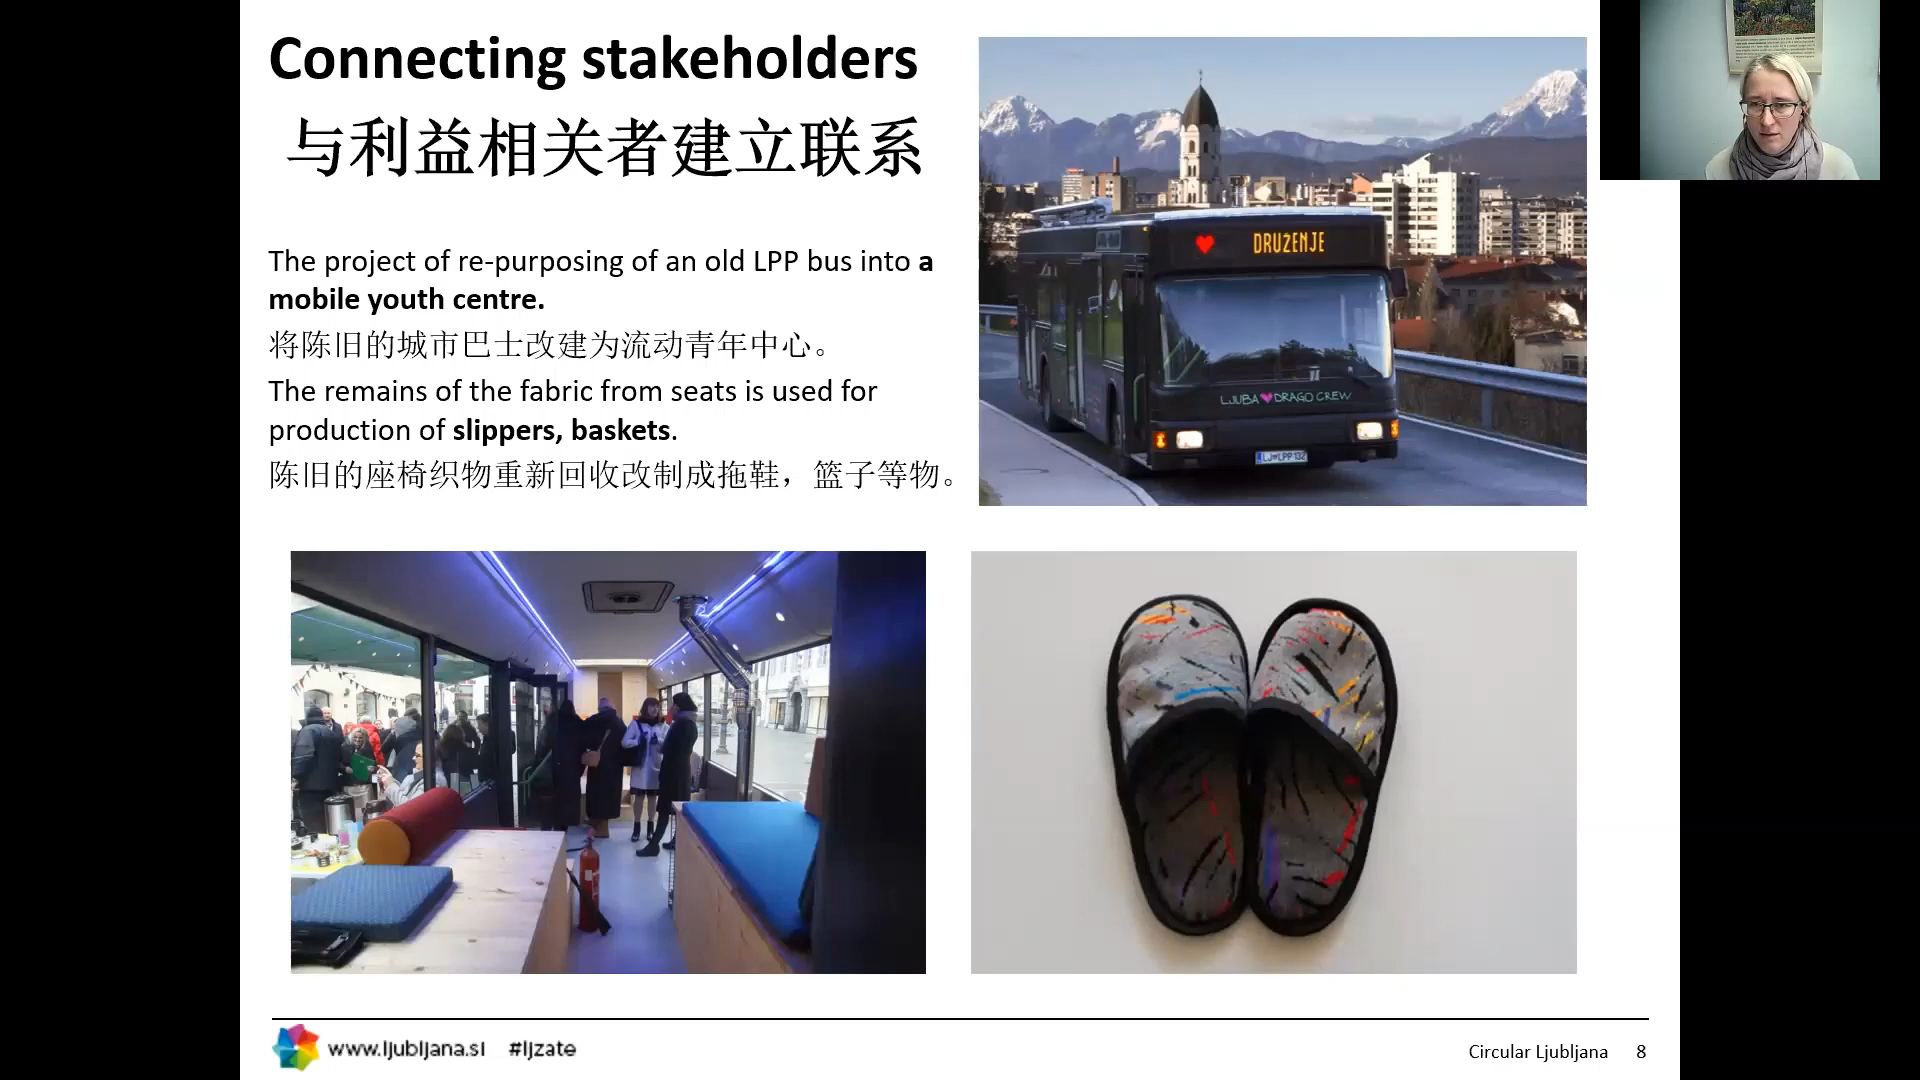 Connecting stakeholders
与利益相关者建立联系
The project of re-purposing of an old LPP bus into a
mobile youth centre.
将陈旧的城市巴士改建为流动青年中心。
The remains of the fabric from seats is used for
production of slippers, baskets.
陈旧的座椅织物重新回收改制成拖鞋，篮子等物。
DRUŽENJE
LJUBA DRAGO CREW
LJ LPP 132
www.ljubljana.si #ljzate
Circular Ljubljana 8